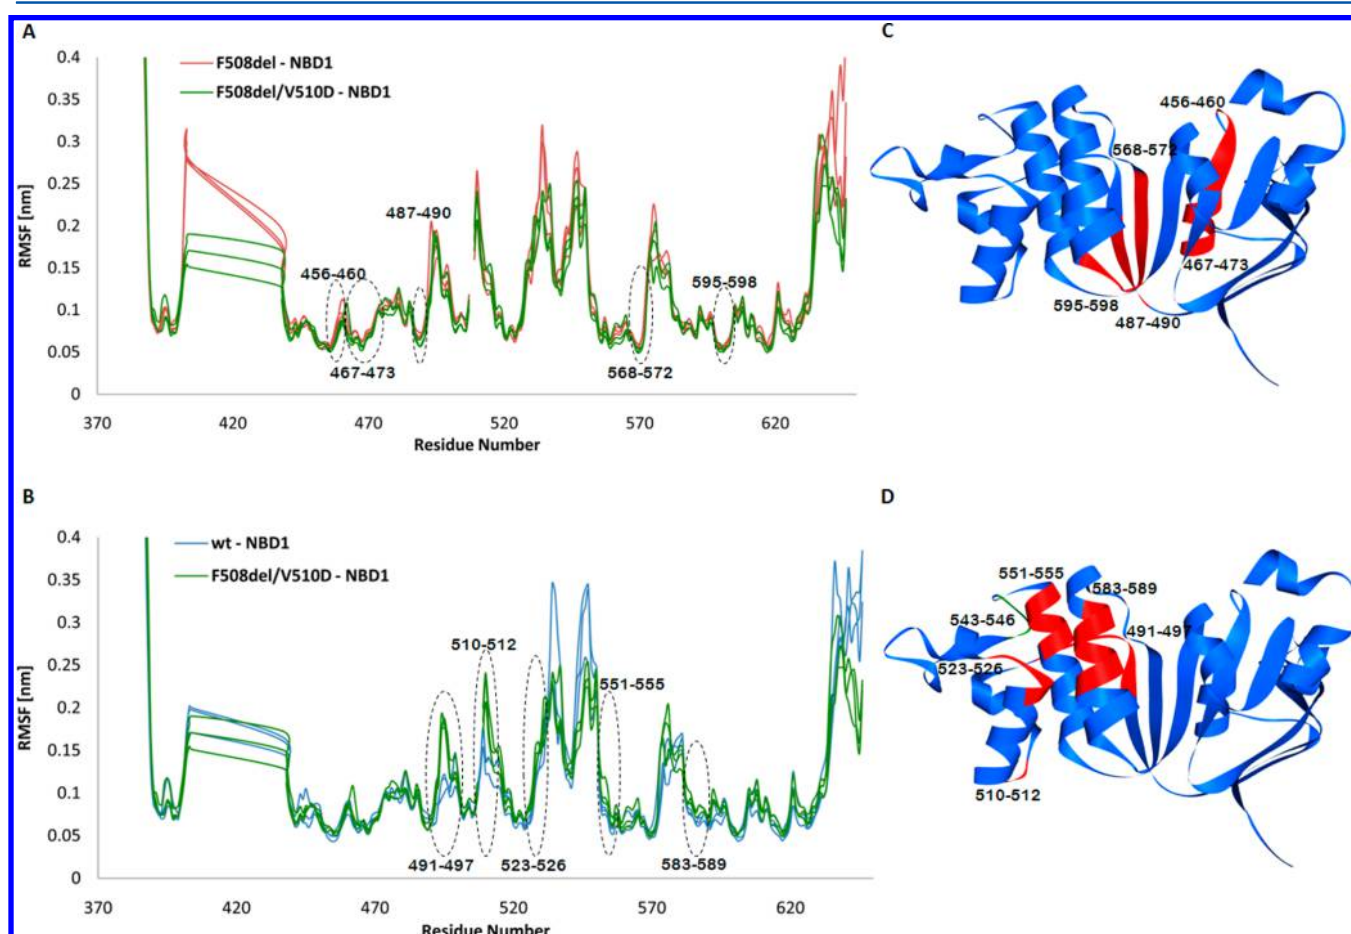 A
F508del - NBD1
F508del/V510D - NBD1
0.4
0.35
0.3
0.25
0.2
0.15
0.1
0.05
0
RMSF [nm]
456-460
467-473
487-490
568-572
595-598
370 420 470 520 570 620
Residue Number
C
456-460
568-572
467-473
595-598
487-490
B
wt - NBD1
F508del/V510D - NBD1
0.4
0.35
0.3
0.25
0.2
0.15
0.1
0.05
0
RMSF [nm]
510-512
551-555
491-497
523-526
583-589
370 420 470 520 570 620
Residue Number
D
551-555
583-589
543-546
491-497
523-526
510-512